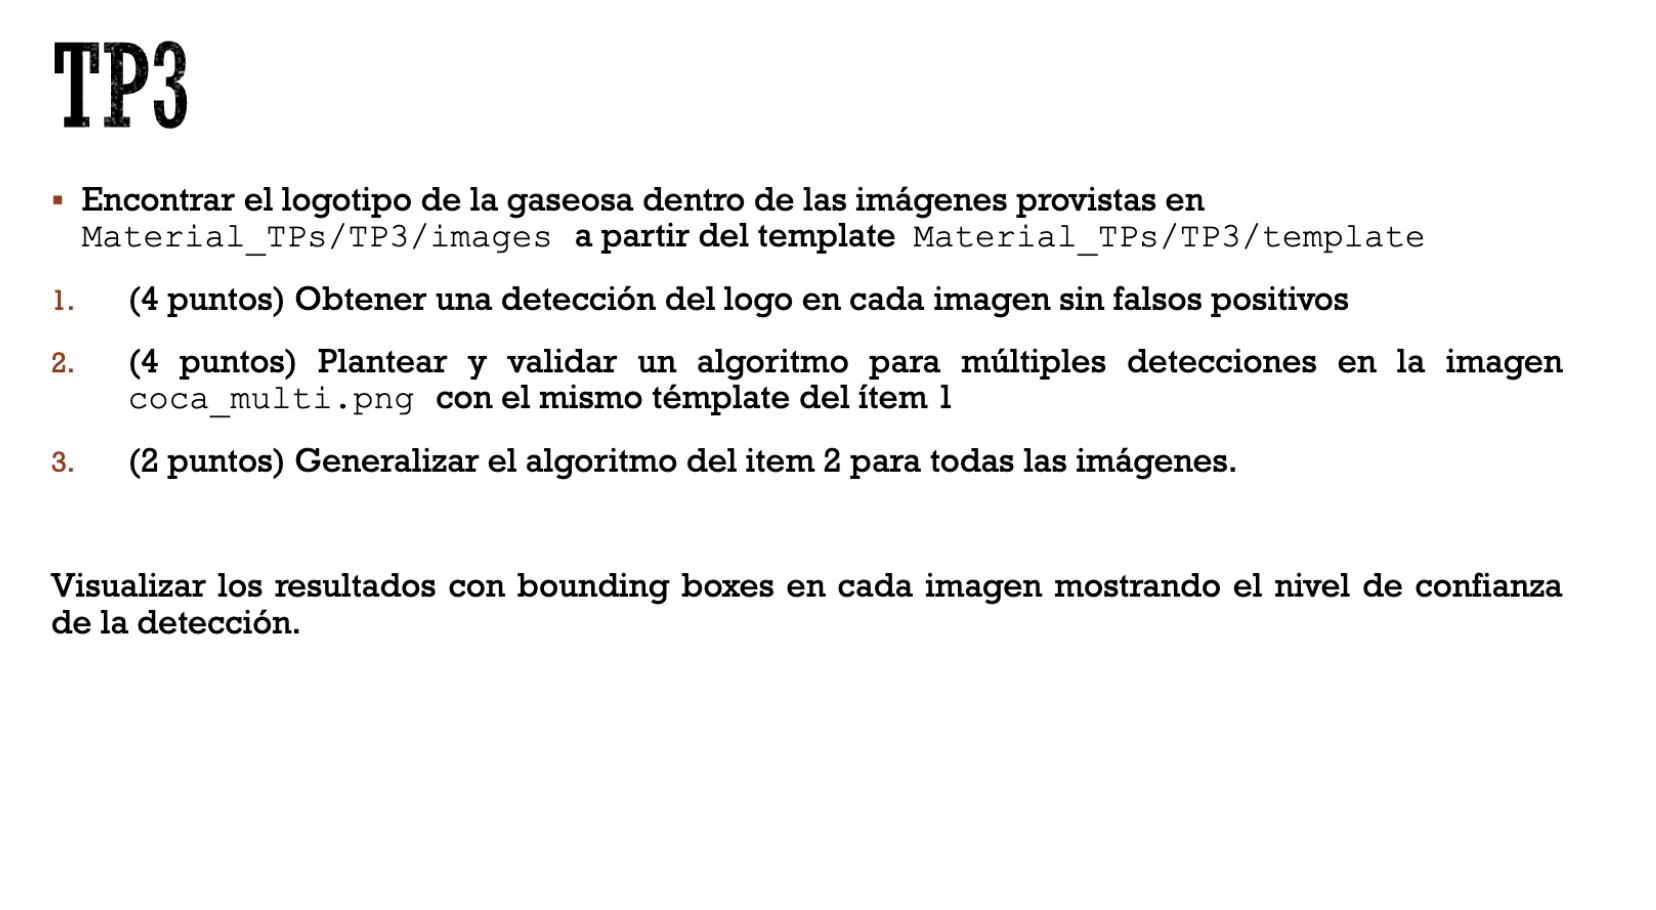 TP3
▪ Encontrar el logotipo de la gaseosa dentro de las imágenes provistas en
Material_TPs/TP3/images a partir del template Material_TPs/TP3/template
1. (4 puntos) Obtener una detección del logo en cada imagen sin falsos positivos
2. (4 puntos) Plantear y validar un algoritmo para múltiples detecciones en la imagen
coca_multi.png con el mismo témplate del ítem 1
3. (2 puntos) Generalizar el algoritmo del item 2 para todas las imágenes.
Visualizar los resultados con bounding boxes en cada imagen mostrando el nivel de confianza
de la detección.